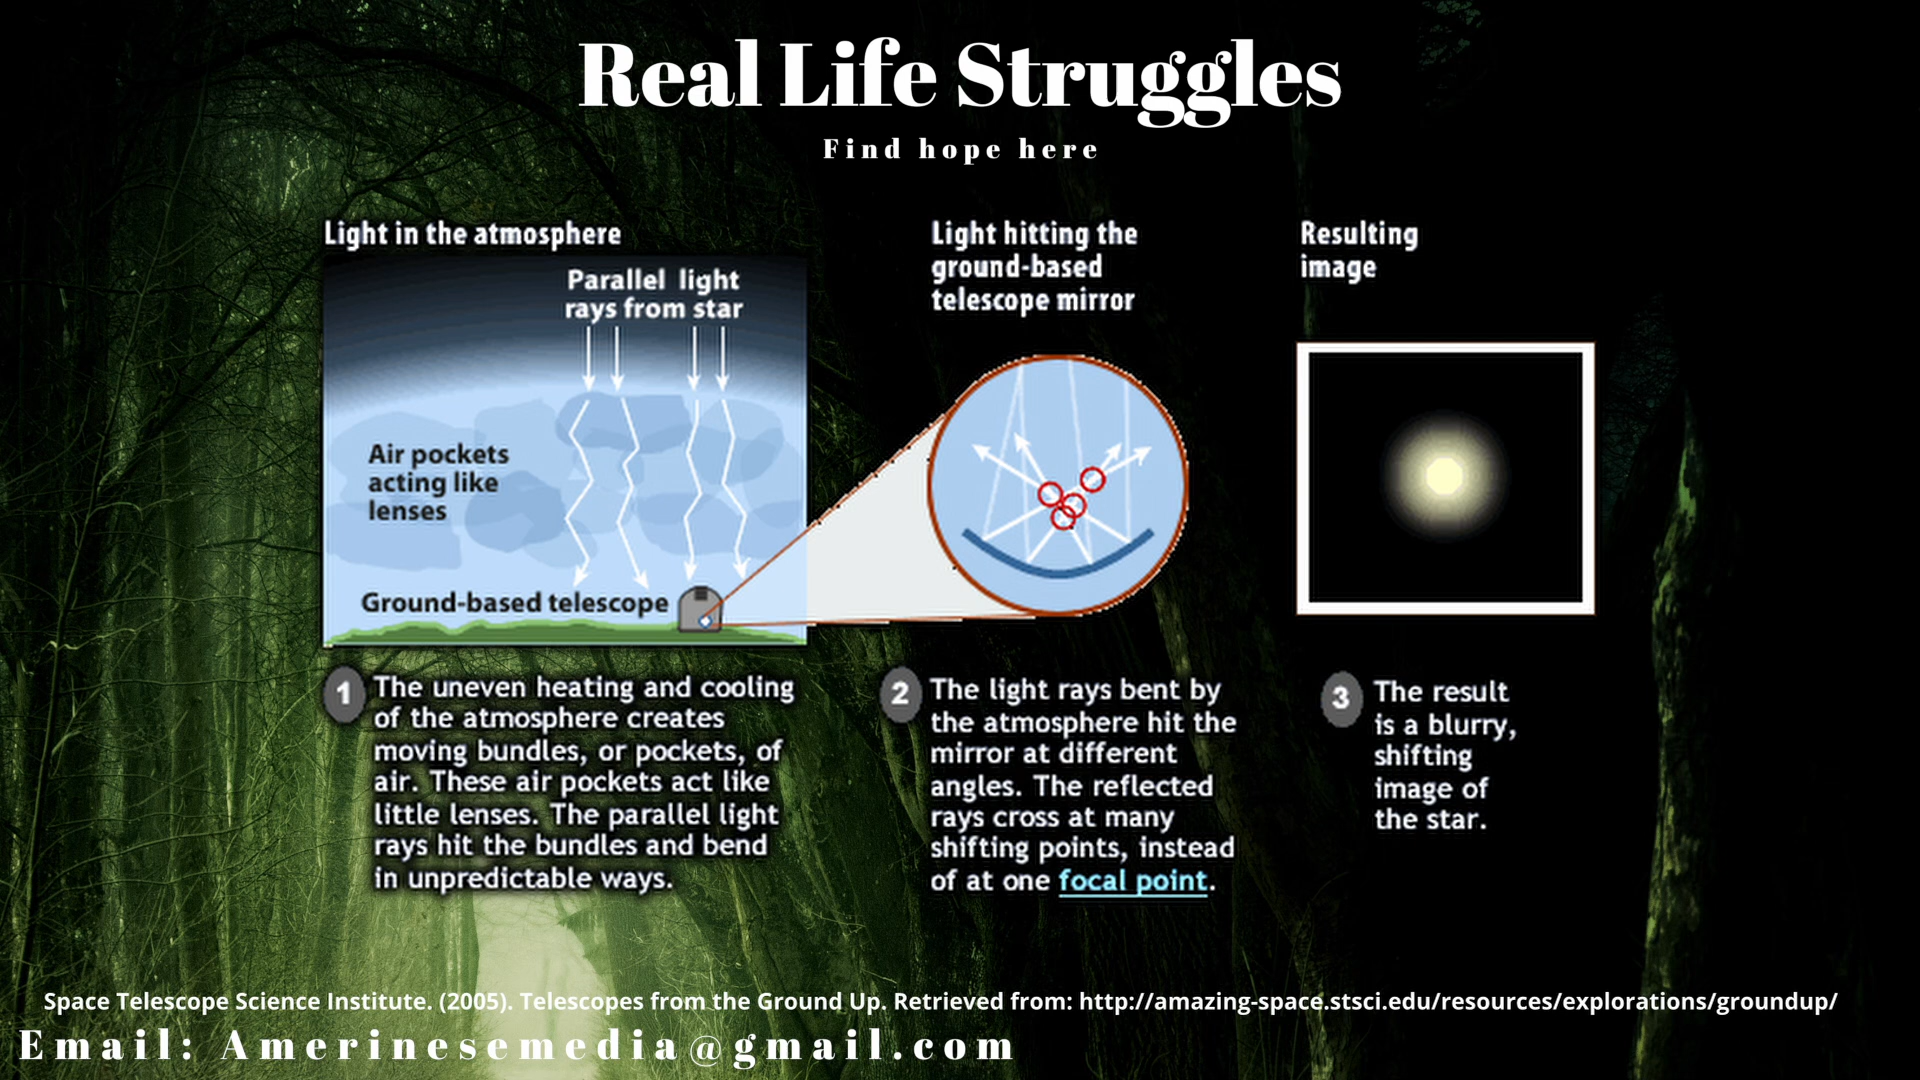 Real Life Struggles
Find hope here
Light in the atmosphere
Parallel light
rays from star
Air pockets
acting like
lenses
Ground-based telescope
Light hitting the
ground-based
telescope mirror
Resulting
image
1 The uneven heating and cooling
of the atmosphere creates
moving bundles, or pockets, of
air. These air pockets act like
little lenses. The parallel light
rays hit the bundles and bend
in unpredictable ways.
2 The light rays bent by
the atmosphere hit the
mirror at different
angles. The reflected
rays cross at many
shifting points, instead
of at one focal point.
3 The result
is a blurry,
shifting
image of
the star.
Space Telescope Science Institute. (2005). Telescopes from the Ground Up. Retrieved from: http://amazing-space.stsci.edu/resources/explorations/groundup/
Email: Amerinesemedia@gmail.com